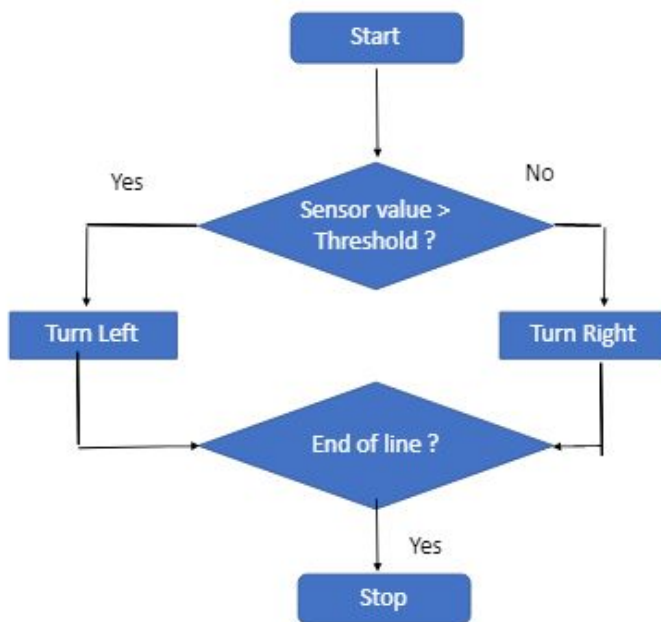 Start
Yes
No
Sensor value >
Threshold ?
Turn Left
Turn Right
End of line ?
Yes
Stop